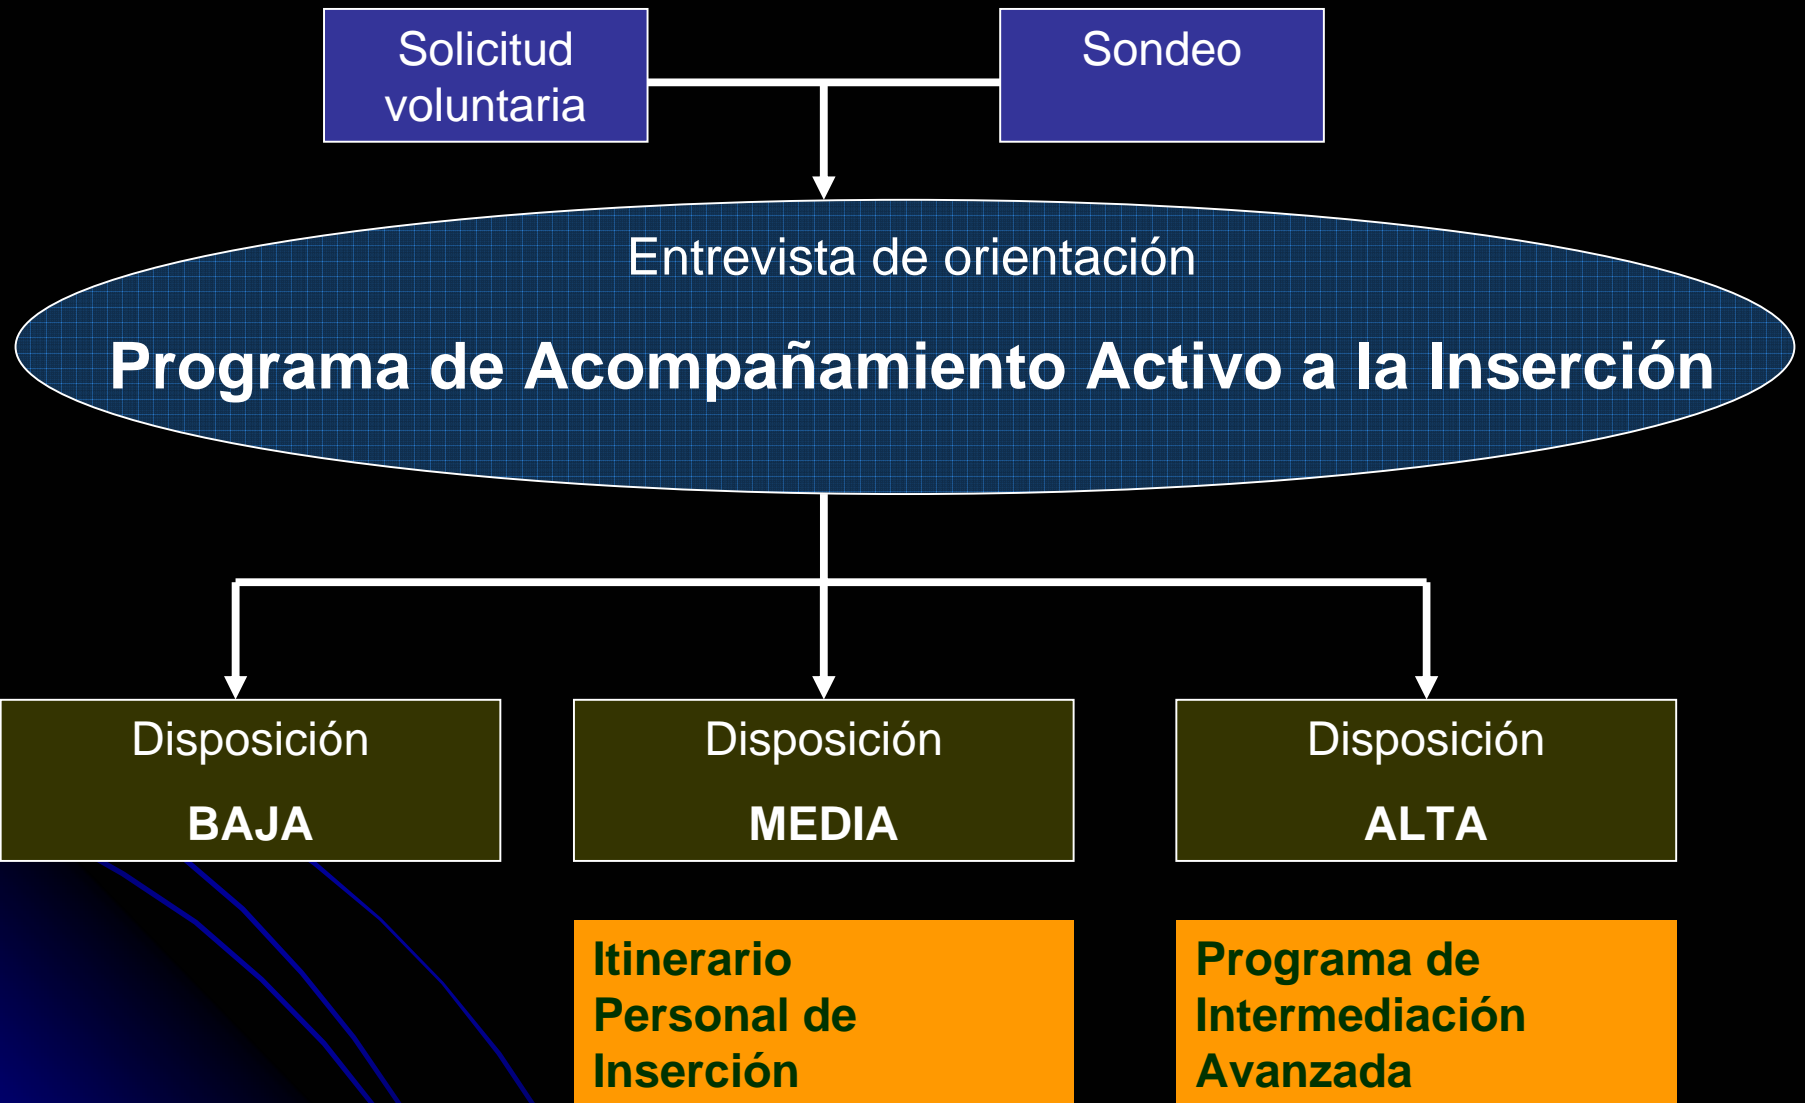 Solicitud
voluntaria
Sondeo
Entrevista de orientación
Programa de Acompañamiento Activo a la Inserción
Disposición
BAJA
Disposición
MEDIA
Disposición
ALTA
Itinerario
Personal de
Inserción
Programa de
Intermediación
Avanzada